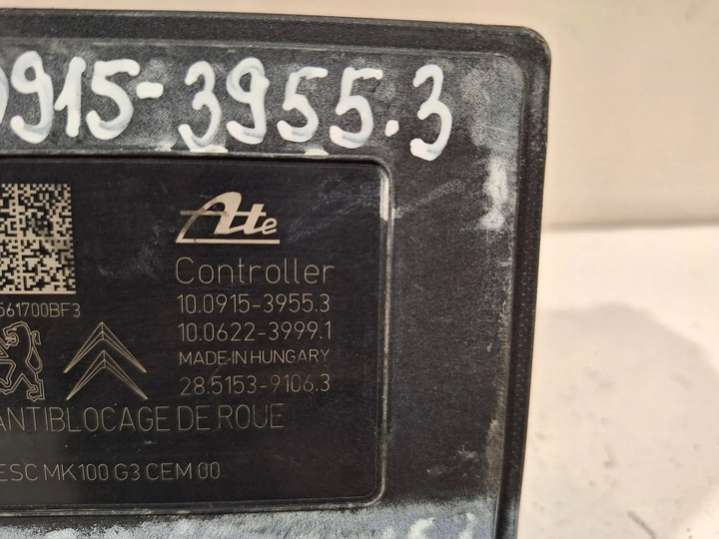 0915-3955.3
Ate
Controller
561700BF3
10.0915-3955.3
10.0622-3999.1
MADE IN HUNGARY
28.5153-9106.3
ANTIBLOCAGE DE ROUE
ESC MK100 G3 CEM 00